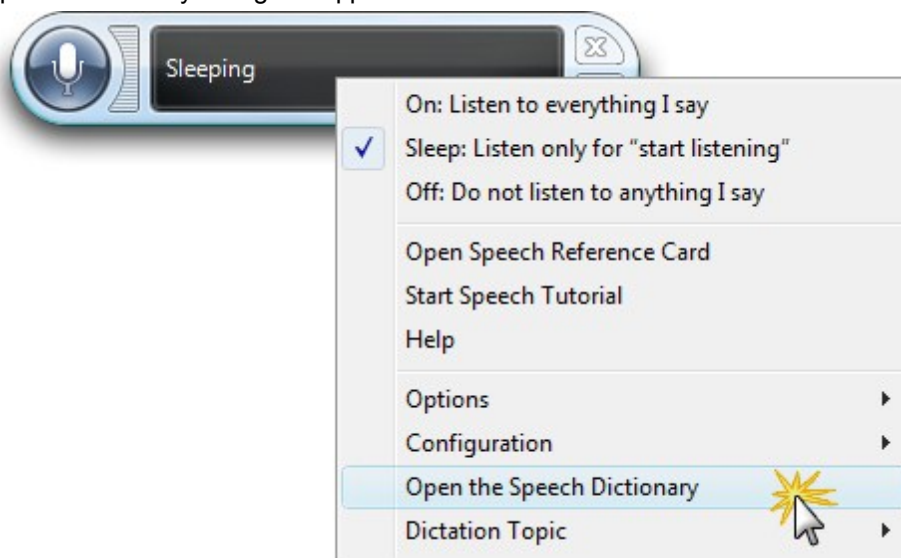 Sleeping
On: Listen to everything I say
Sleep: Listen only for “start listening”
Off: Do not listen to anything I say
Open Speech Reference Card
Start Speech Tutorial
Help
Options
Configuration
Open the Speech Dictionary
Dictation Topic